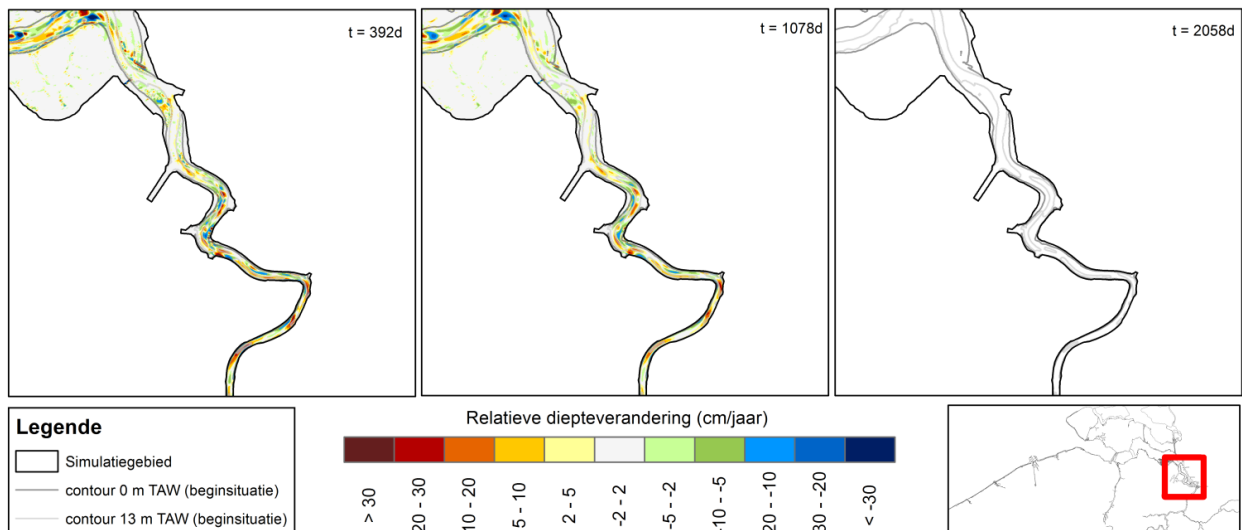 t = 392d
t = 1078d
t = 2058d
Legende
Simulatiegebied
contour 0 m TAW (beginsituatie)
contour 13 m TAW (beginsituatie)
Relatieve diepteverandering (cm/jaar)
> 30
20 - 30
10 - 20
5 - 10
2 - 5
-2 - 2
-5 - -2
-10 - -5
-20 - -10
-30 - -20
< -30